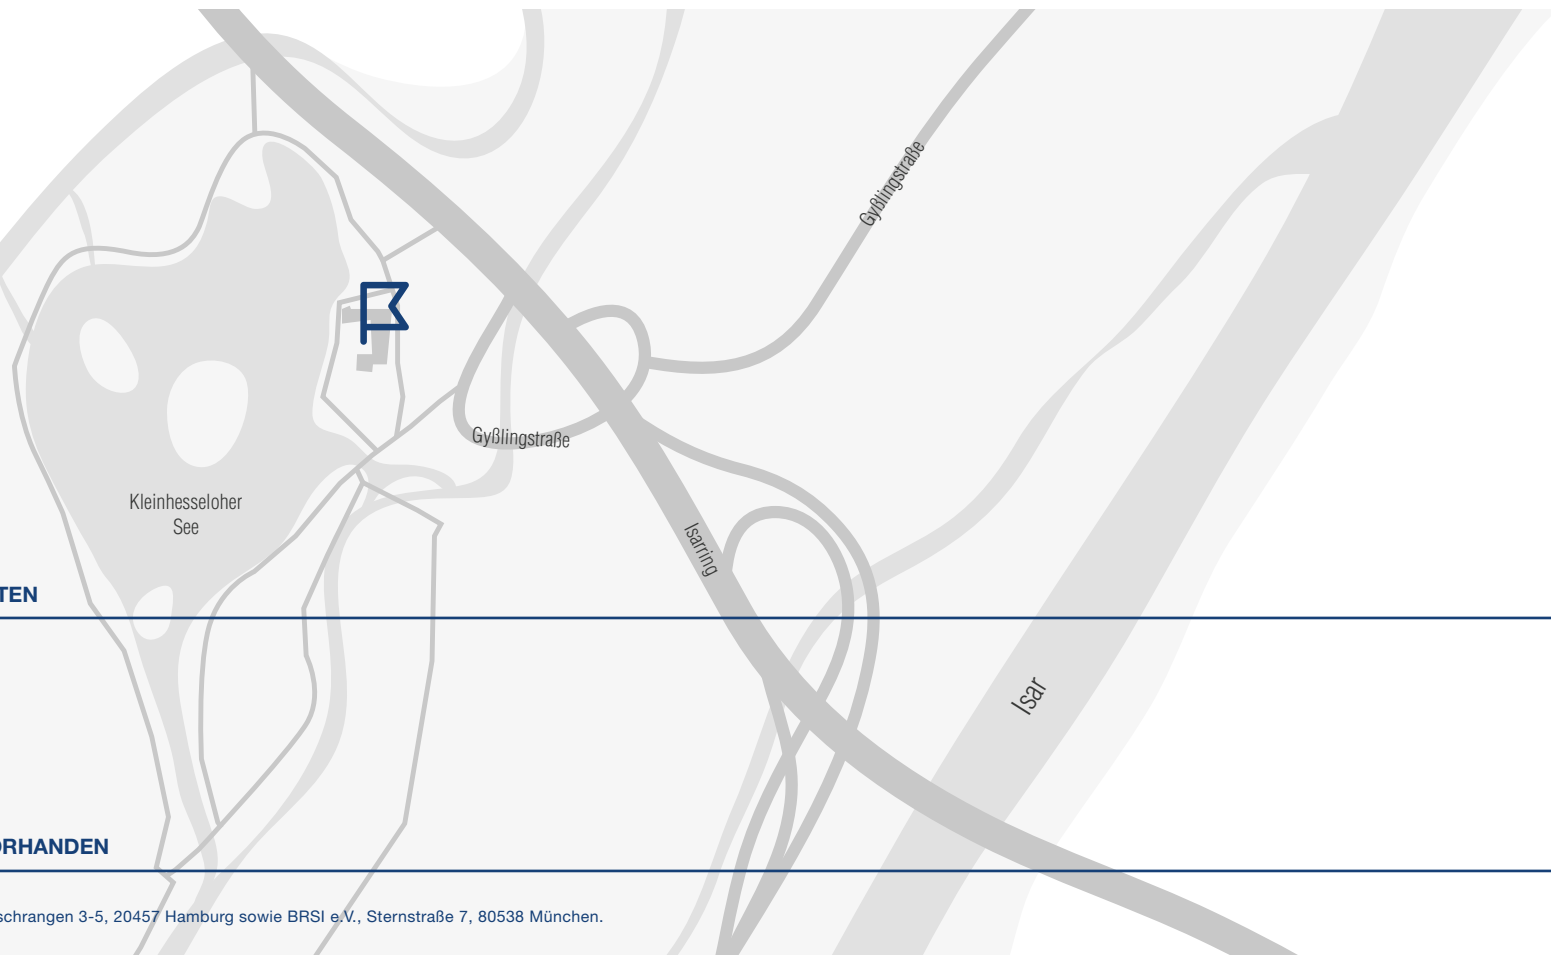 Gyßlingstraße
Gyßlingstraße
Kleinhesseloher
See
Isarring
TEN
Isar
ORHANDEN
schrangen 3-5, 20457 Hamburg sowie BRSI e.V., Sternstraße 7, 80538 München.